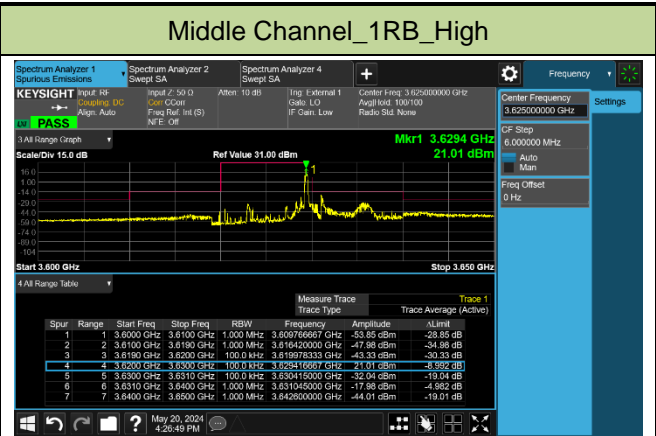 Middle Channel_1RB_High
Spectrum Analyzer 1
Spurious Emissions
Spectrum Analyzer 2
Swept SA
Spectrum Analyzer 4
Swept SA
+
Frequency
KEYSIGHT
Input: RF
Coupling: DC
Align: Auto
Input Z: 50 Ω
Corr CCorr
Freq Ref: Int (S)
NFE: Off
Atten: 10 dB
Trig: External 1
Gate: LO
IF Gain: Low
Center Freq: 3.625000000 GHz
Avg|Hold: 100/100
Radio Std: None
LXI PASS
Center Frequency
3.625000000 GHz
Settings
CF Step
6.000000 MHz
Auto
Man
Freq Offset
0 Hz
3 All Range Graph
Mkr1 3.6294 GHz
Scale/Div 15.0 dB
Ref Value 31.00 dBm
21.01 dBm
16.0
1
1.00
-14.0
-29.0
-44.0
-59.0
-74.0
-89.0
-104
Start 3.600 GHz
Stop 3.650 GHz
4 All Range Table
Measure Trace Trace 1
Trace Type Trace Average (Active)
Spur Range Start Freq Stop Freq RBW Frequency Amplitude ΔLimit
1 1 3.6000 GHz 3.6100 GHz 1.000 MHz 3.609766667 GHz -53.85 dBm -28.85 dB
2 2 3.6100 GHz 3.6190 GHz 1.000 MHz 3.616420000 GHz -47.98 dBm -34.98 dB
3 3 3.6190 GHz 3.6200 GHz 100.0 kHz 3.619978333 GHz -43.33 dBm -30.33 dB
4 4 3.6200 GHz 3.6300 GHz 100.0 kHz 3.629416667 GHz 21.01 dBm -8.992 dB
5 5 3.6300 GHz 3.6310 GHz 100.0 kHz 3.630415000 GHz -32.04 dBm -19.04 dB
6 6 3.6310 GHz 3.6400 GHz 1.000 MHz 3.631045000 GHz -17.98 dBm -4.982 dB
7 7 3.6400 GHz 3.6500 GHz 1.000 MHz 3.642600000 GHz -44.01 dBm -19.01 dB
?
May 20, 2024
4:26:49 PM